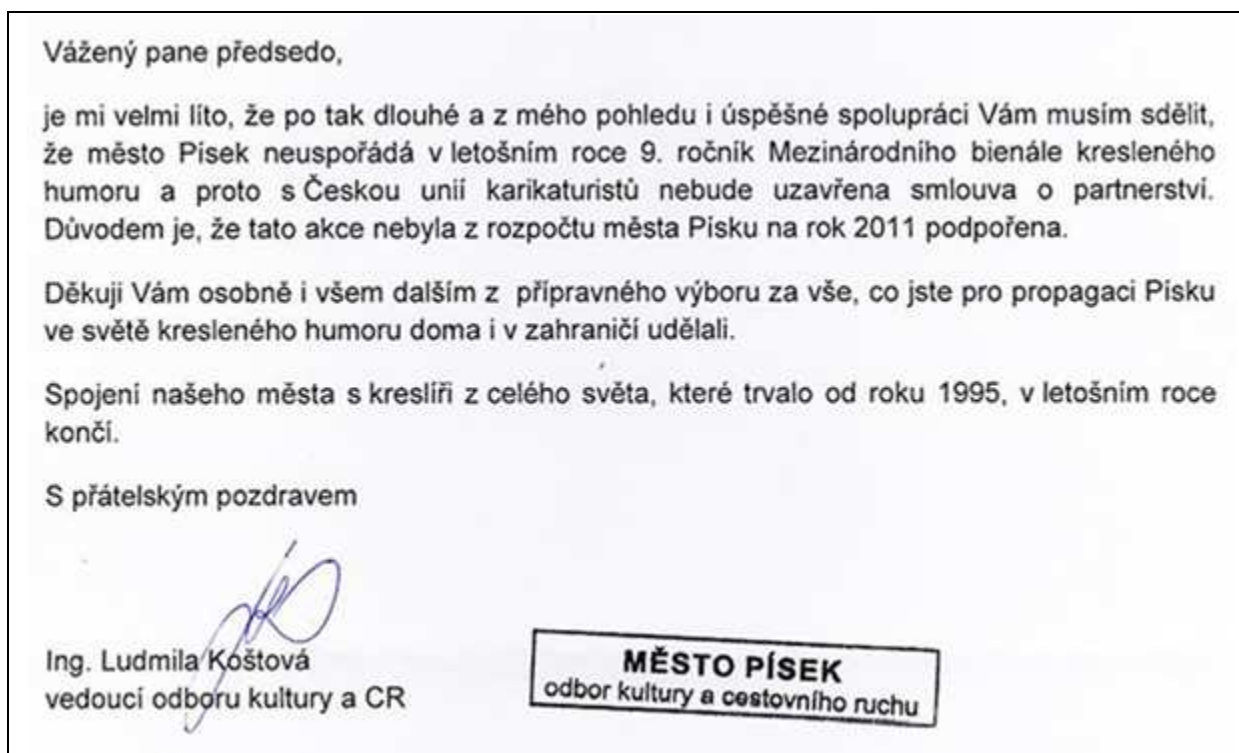 Vážený pane předsedo,
je mi velmi líto, že po tak dlouhé a z mého pohledu i úspěšné spolupráci Vám musím sdělit,
že město Písek neuspořádá v letošním roce 9. ročník Mezinárodního bienále kresleného
humoru a proto s Českou unií karikaturistů nebude uzavřena smlouva o partnerství.
Důvodem je, že tato akce nebyla z rozpočtu města Písku na rok 2011 podpořena.
Děkuji Vám osobně i všem dalším z přípravného výboru za vše, co jste pro propagaci Písku
ve světě kresleného humoru doma i v zahraničí udělali.
Spojení našeho města s kreslíři z celého světa, které trvalo od roku 1995, v letošním roce
končí.
S přátelským pozdravem
Ing. Ludmila Koštová
vedoucí odboru kultury a CR
MĚSTO PÍSEK
odbor kultury a cestovního ruchu